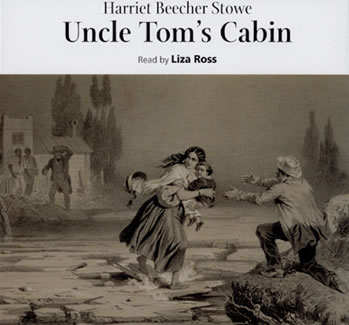 Harriet Beecher Stowe
Uncle Tom's Cabin
Read by Liza Ross